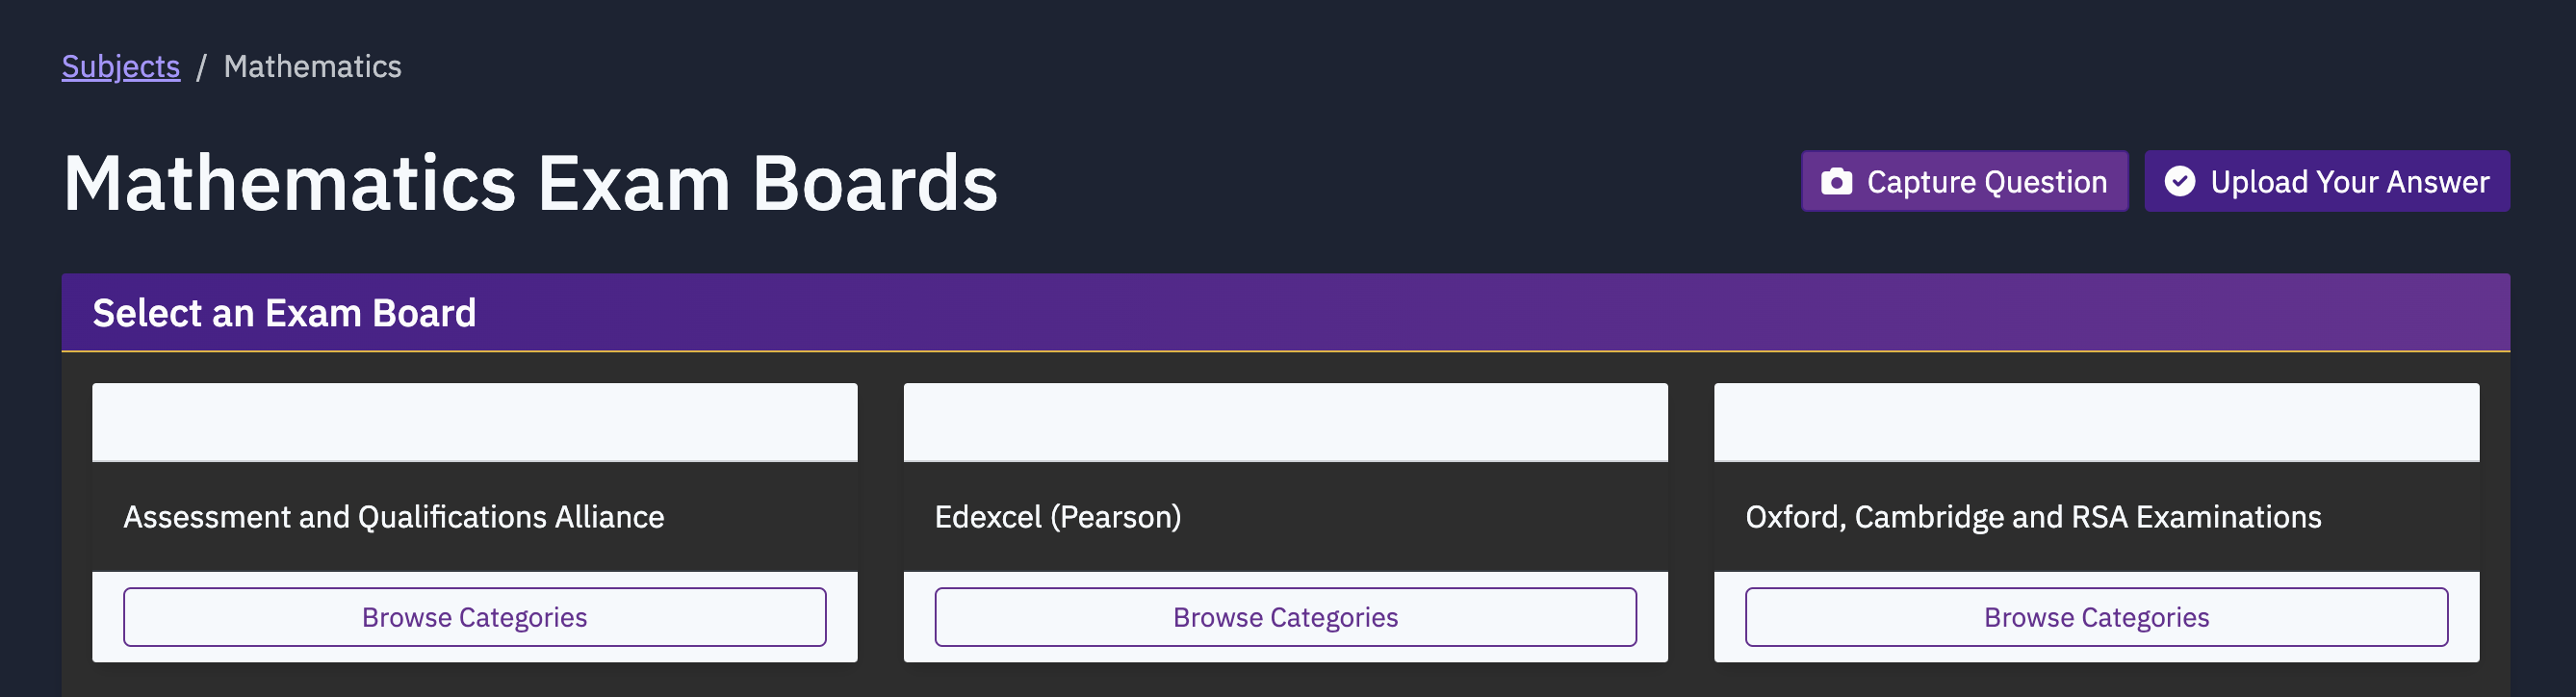 Subjects / Mathematics
Mathematics Exam Boards
Capture Question
Upload Your Answer
Select an Exam Board
Assessment and Qualifications Alliance
Edexcel (Pearson)
Oxford, Cambridge and RSA Examinations
Browse Categories
Browse Categories
Browse Categories